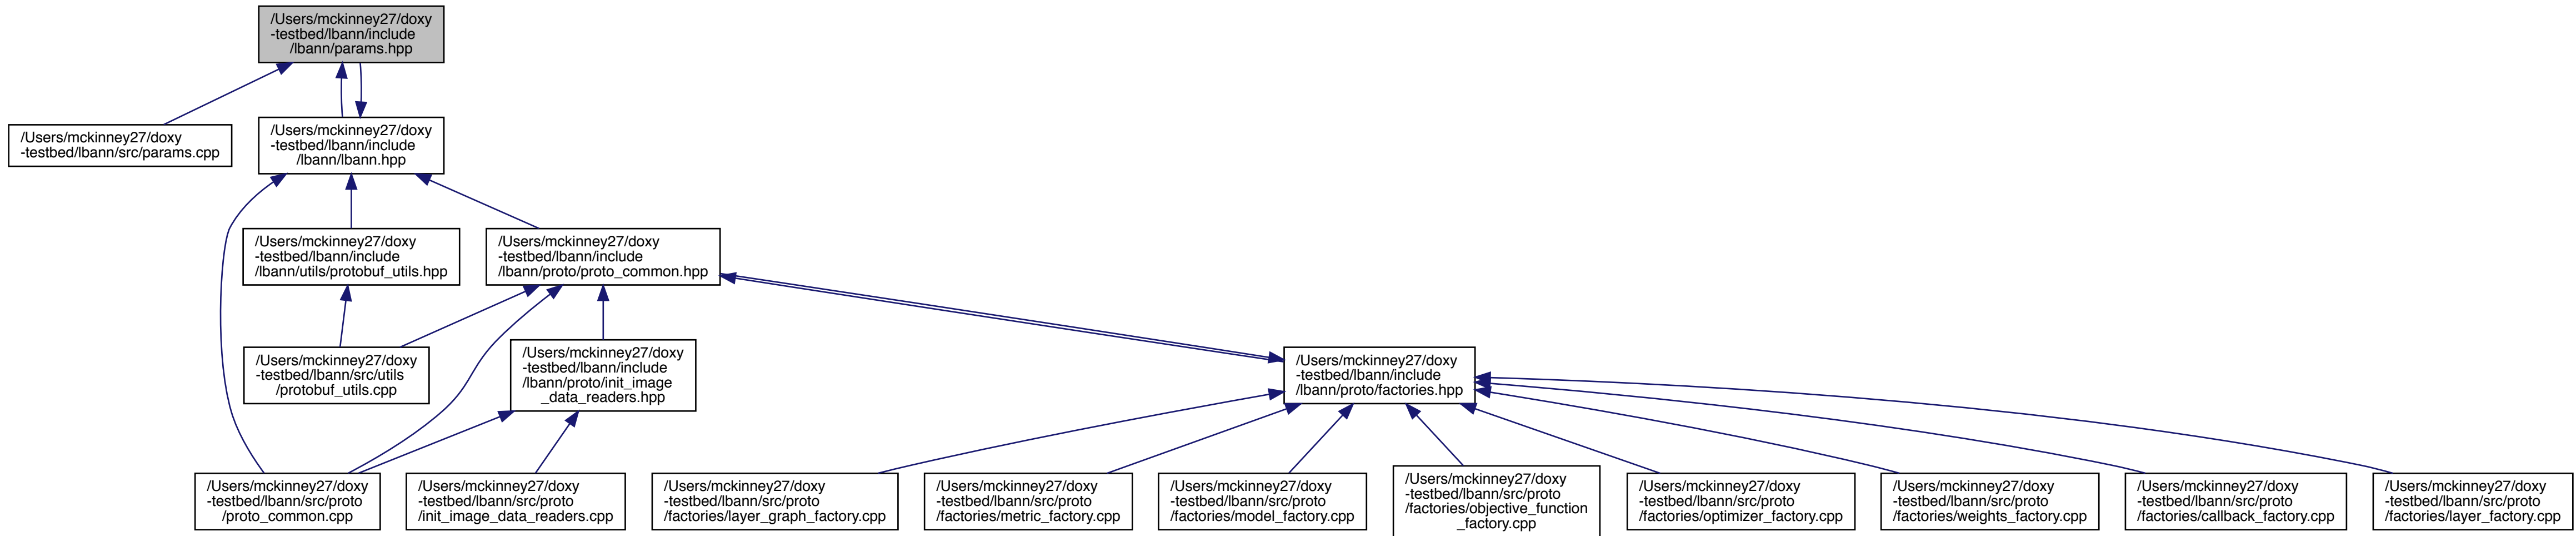 /Users/mckinney27/doxy
-testbed/lbann/include
/lbann/params.hpp
/Users/mckinney27/doxy
-testbed/lbann/src/params.cpp
/Users/mckinney27/doxy
-testbed/lbann/include
/lbann/lbann.hpp
/Users/mckinney27/doxy
-testbed/lbann/include
/lbann/utils/protobuf_utils.hpp
/Users/mckinney27/doxy
-testbed/lbann/include
/lbann/proto/proto_common.hpp
/Users/mckinney27/doxy
-testbed/lbann/src/utils
/protobuf_utils.cpp
/Users/mckinney27/doxy
-testbed/lbann/include
/lbann/proto/init_image
_data_readers.hpp
/Users/mckinney27/doxy
-testbed/lbann/include
/lbann/proto/factories.hpp
/Users/mckinney27/doxy
-testbed/lbann/src/proto
/proto_common.cpp
/Users/mckinney27/doxy
-testbed/lbann/src/proto
/init_image_data_readers.cpp
/Users/mckinney27/doxy
-testbed/lbann/src/proto
/factories/layer_graph_factory.cpp
/Users/mckinney27/doxy
-testbed/lbann/src/proto
/factories/metric_factory.cpp
/Users/mckinney27/doxy
-testbed/lbann/src/proto
/factories/model_factory.cpp
/Users/mckinney27/doxy
-testbed/lbann/src/proto
/factories/objective_function
_factory.cpp
/Users/mckinney27/doxy
-testbed/lbann/src/proto
/factories/optimizer_factory.cpp
/Users/mckinney27/doxy
-testbed/lbann/src/proto
/factories/weights_factory.cpp
/Users/mckinney27/doxy
-testbed/lbann/src/proto
/factories/callback_factory.cpp
/Users/mckinney27/doxy
-testbed/lbann/src/proto
/factories/layer_factory.cpp